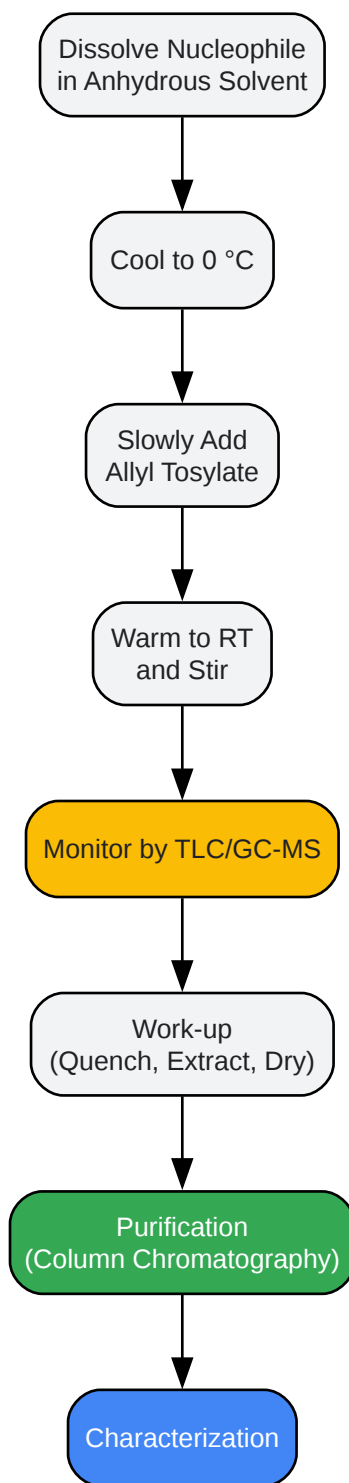 Dissolve Nucleophile
in Anhydrous Solvent
Cool to 0 °C
Slowly Add
Allyl Tosylate
Warm to RT
and Stir
Monitor by TLC/GC-MS
Work-up
(Quench, Extract, Dry)
Purification
(Column Chromatography)
Characterization